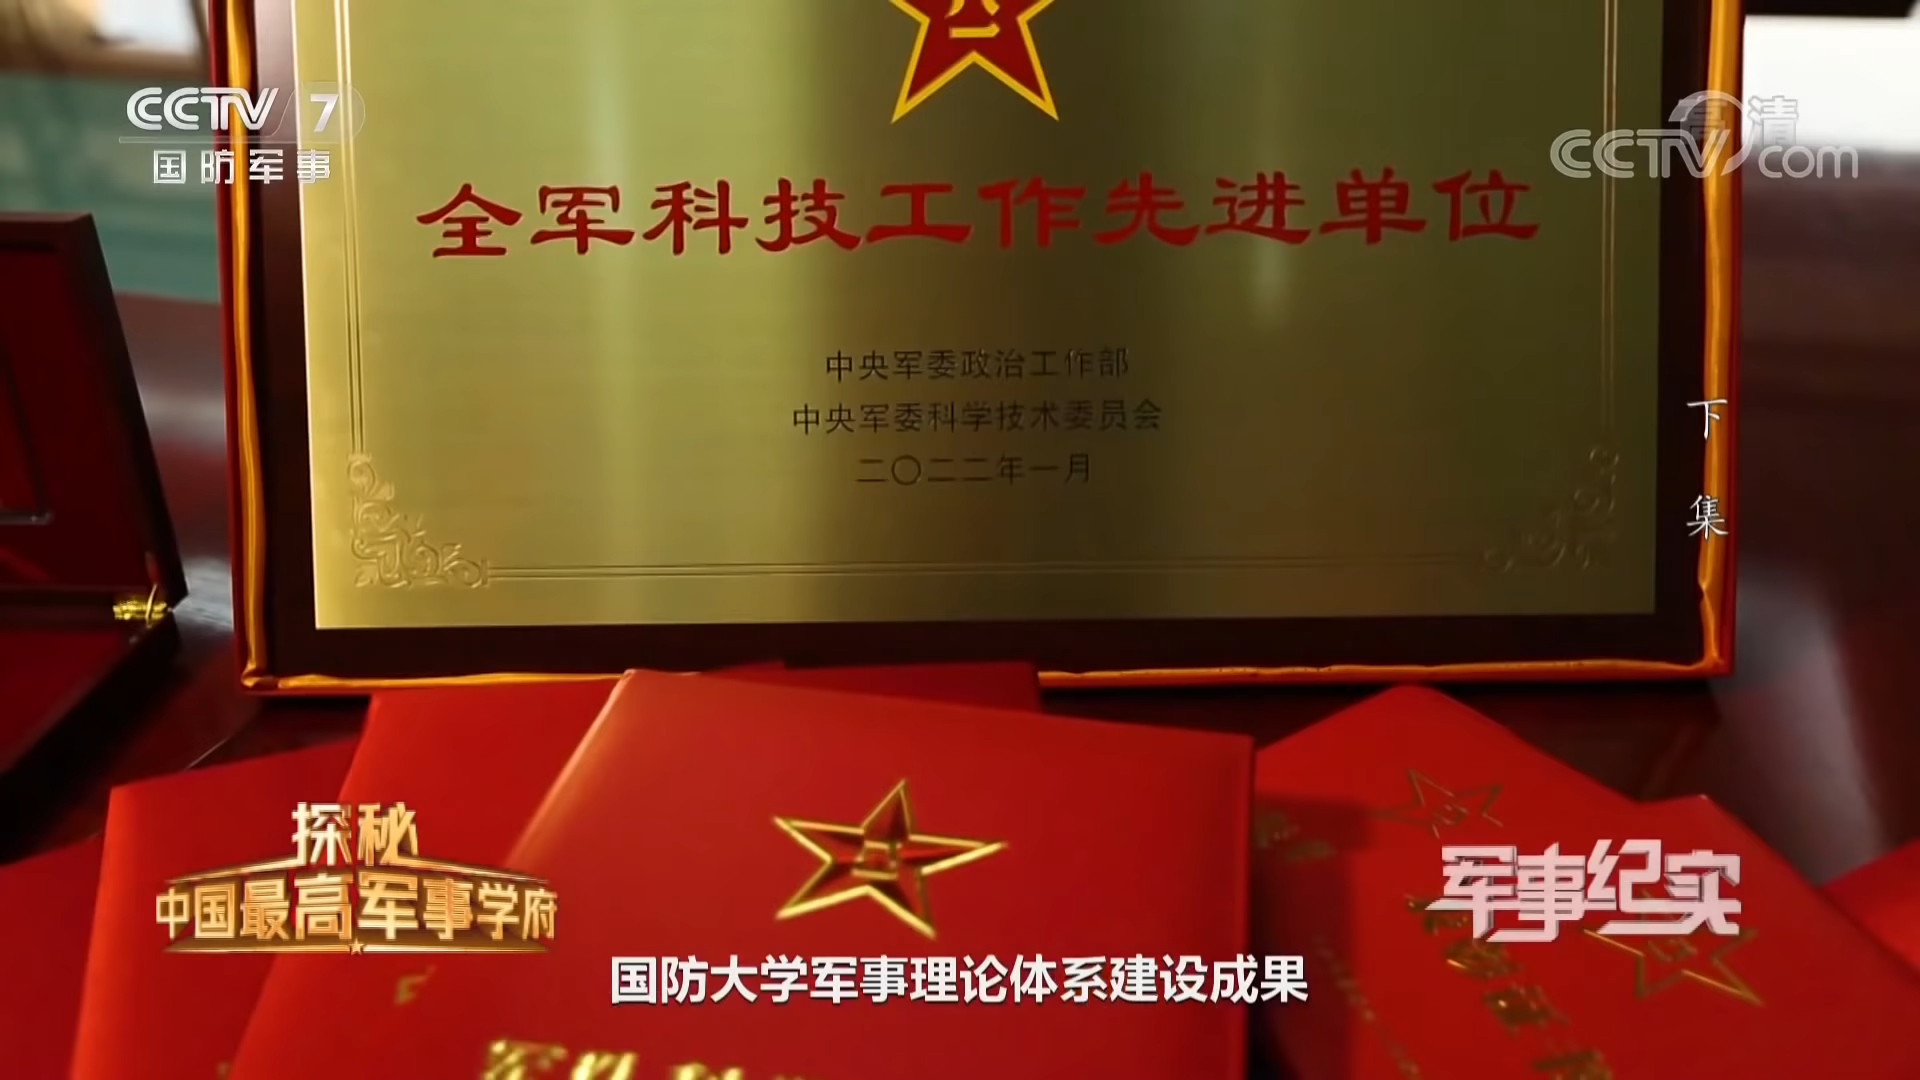 CCTV 7
国防军事
高清
CCTV.com
全军科技工作先进单位
中央军委政治工作部
中央军委科学技术委员会
二〇二二年一月
下集
探秘
中国最高军事学府
军事纪实
国防大学军事理论体系建设成果